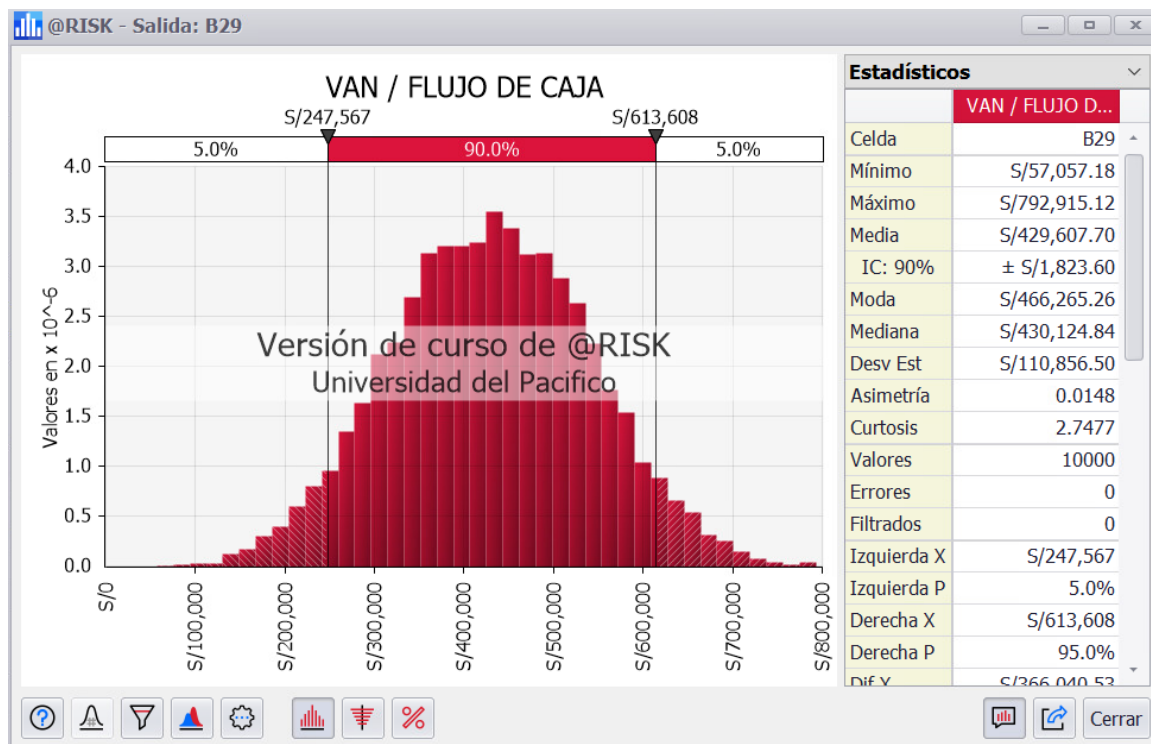 @RISK - Salida: B29
VAN / FLUJO DE CAJA
S/247,567 S/613,608
5.0% 90.0% 5.0%
Valores en x 10^-6
4.0
3.5
3.0
2.5
2.0
1.5
1.0
0.5
0.0
Versión de curso de @RISK
Universidad del Pacifico
S/0 S/100,000 S/200,000 S/300,000 S/400,000 S/500,000 S/600,000 S/700,000 S/800,000
Estadísticos
VAN / FLUJO D...
Celda B29
Mínimo S/57,057.18
Máximo S/792,915.12
Media S/429,607.70
IC: 90% ± S/1,823.60
Moda S/466,265.26
Mediana S/430,124.84
Desv Est S/110,856.50
Asimetría 0.0148
Curtosis 2.7477
Valores 10000
Errores 0
Filtrados 0
Izquierda X S/247,567
Izquierda P 5.0%
Derecha X S/613,608
Derecha P 95.0%
Dif X S/366,040.53
Cerrar